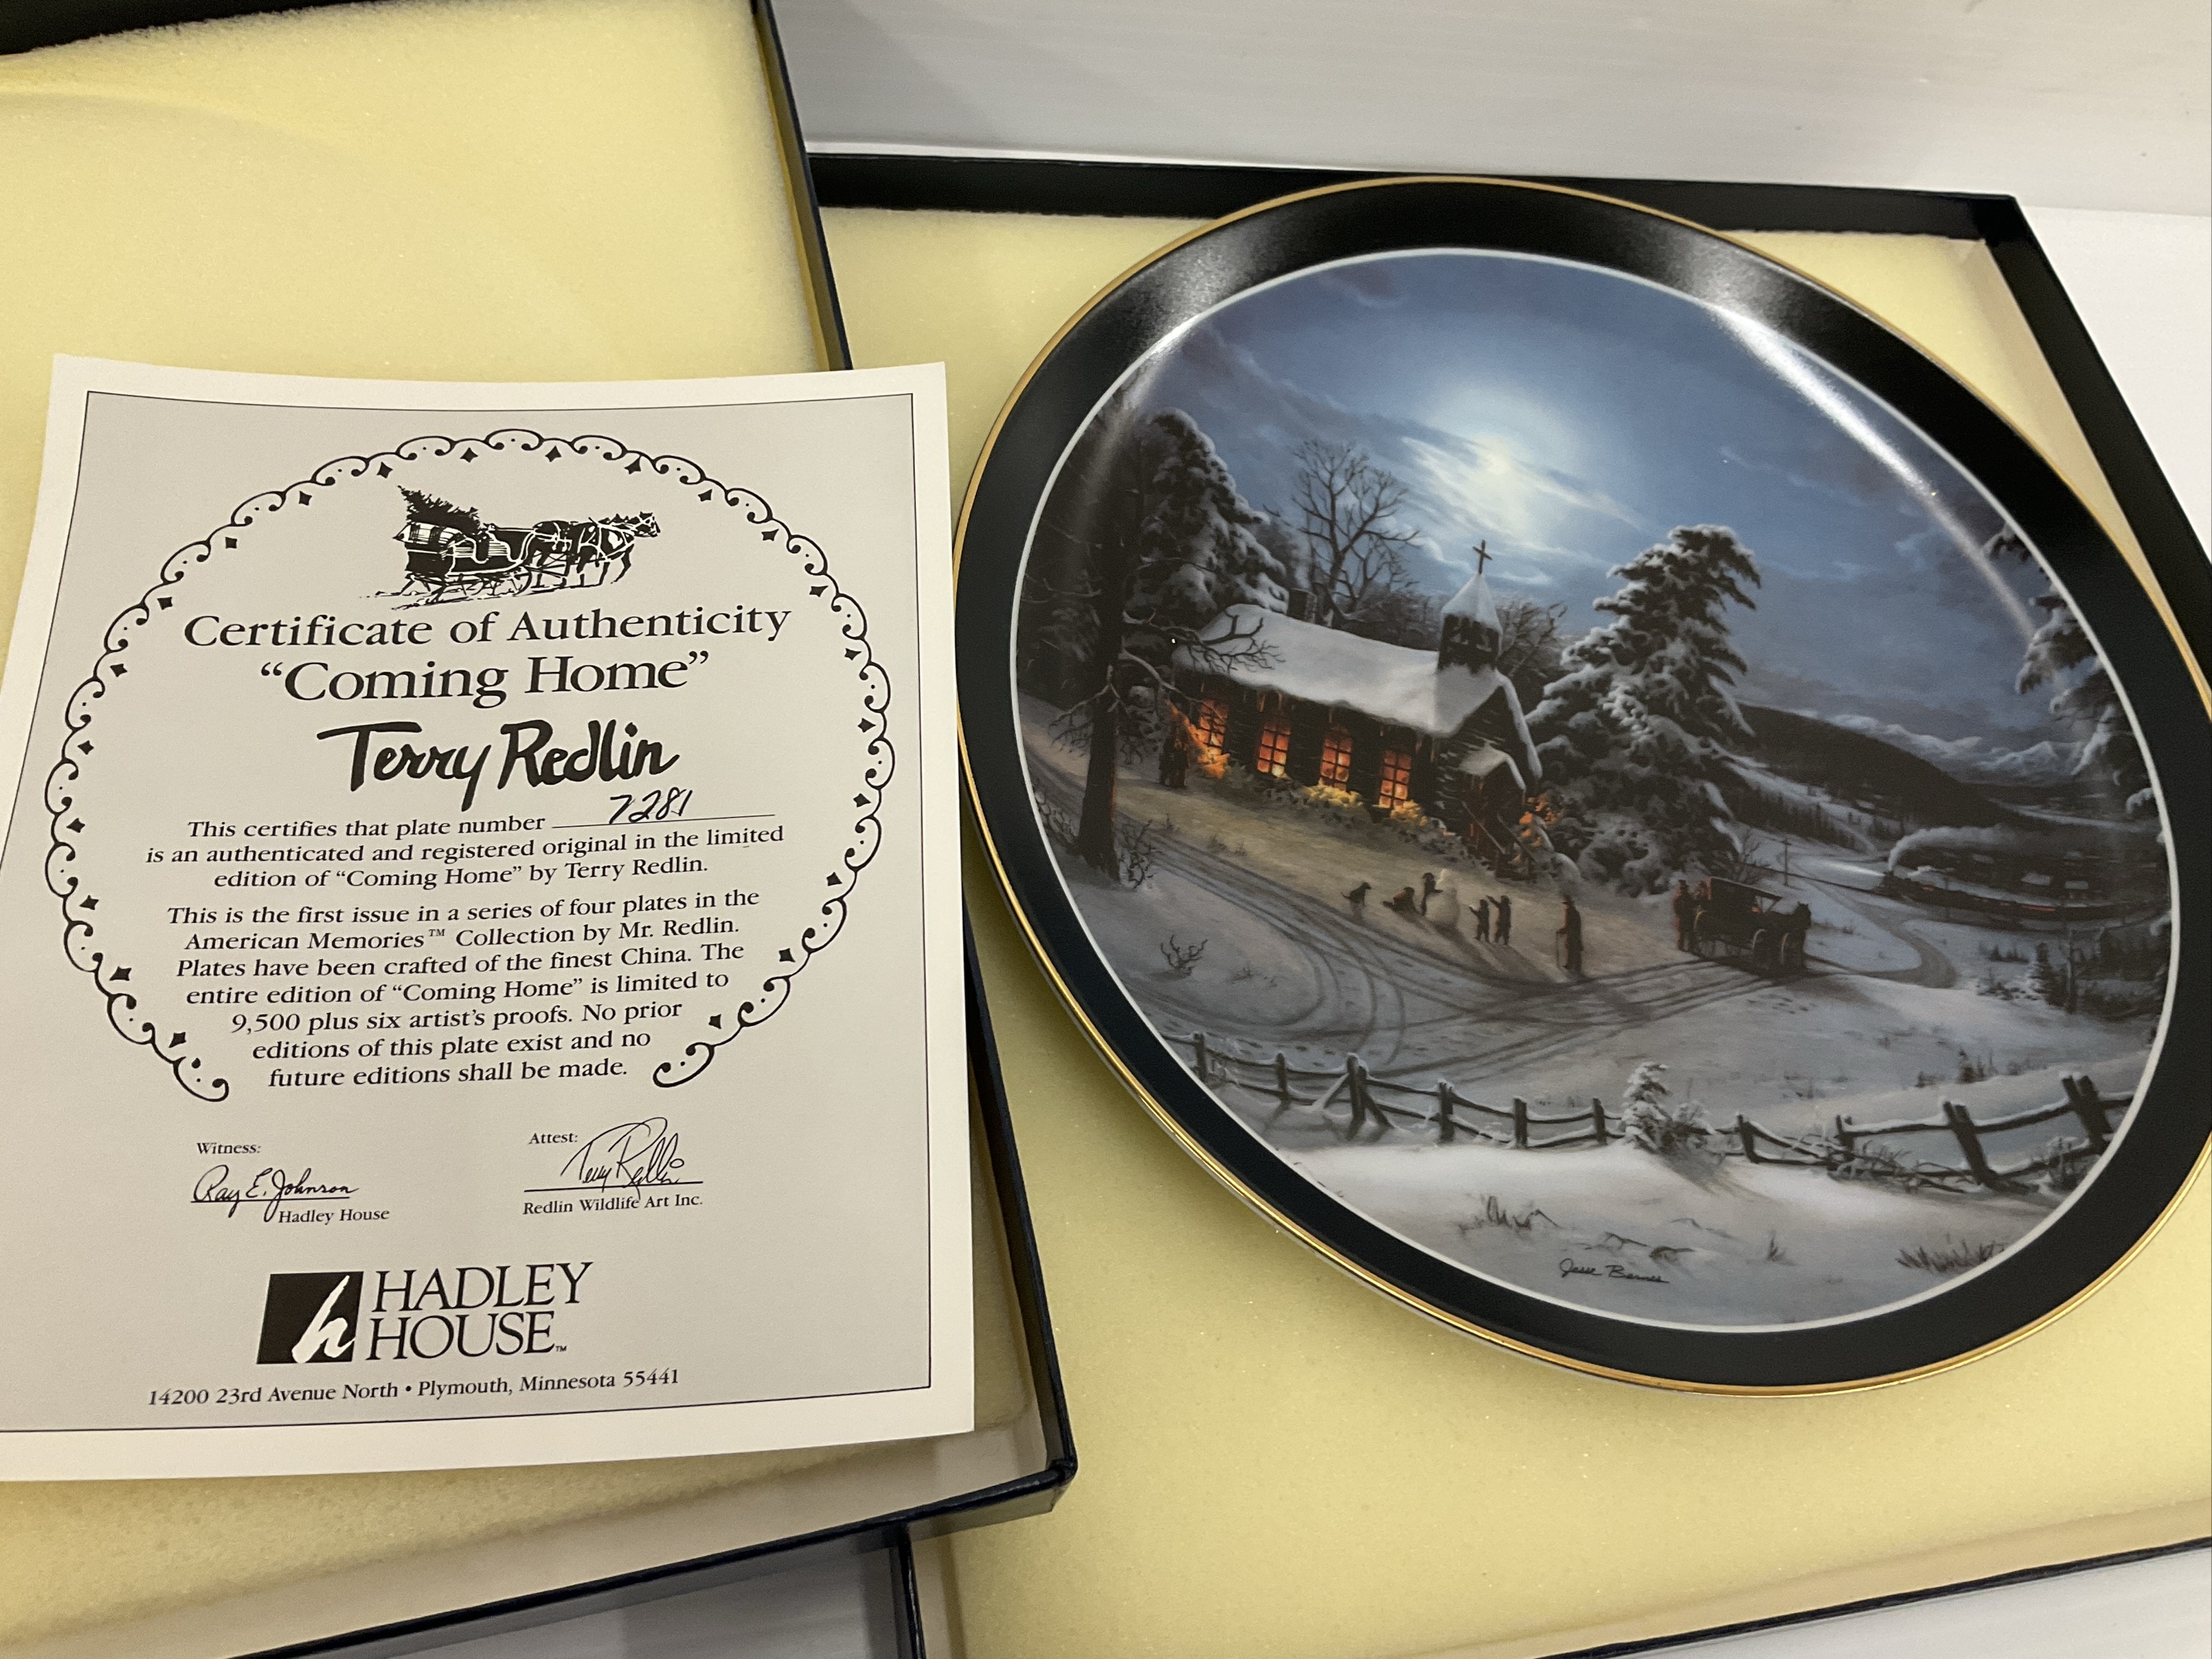 Certificate of Authenticity
“Coming Home”
Terry Redlin
This certifies that plate number 7281
is an authenticated and registered original in the limited
edition of “Coming Home” by Terry Redlin.
This is the first issue in a series of four plates in the
American Memories™ Collection by Mr. Redlin.
Plates have been crafted of the finest China. The
entire edition of “Coming Home” is limited to
9,500 plus six artist's proofs. No prior
editions of this plate exist and no
future editions shall be made.
Witness:
Ray E. Johnson
Hadley House
Attest:
Terry Redlin
Redlin Wildlife Art Inc.
h HADLEY
HOUSE™
14200 23rd Avenue North • Plymouth, Minnesota 55441
Jesse Barnes